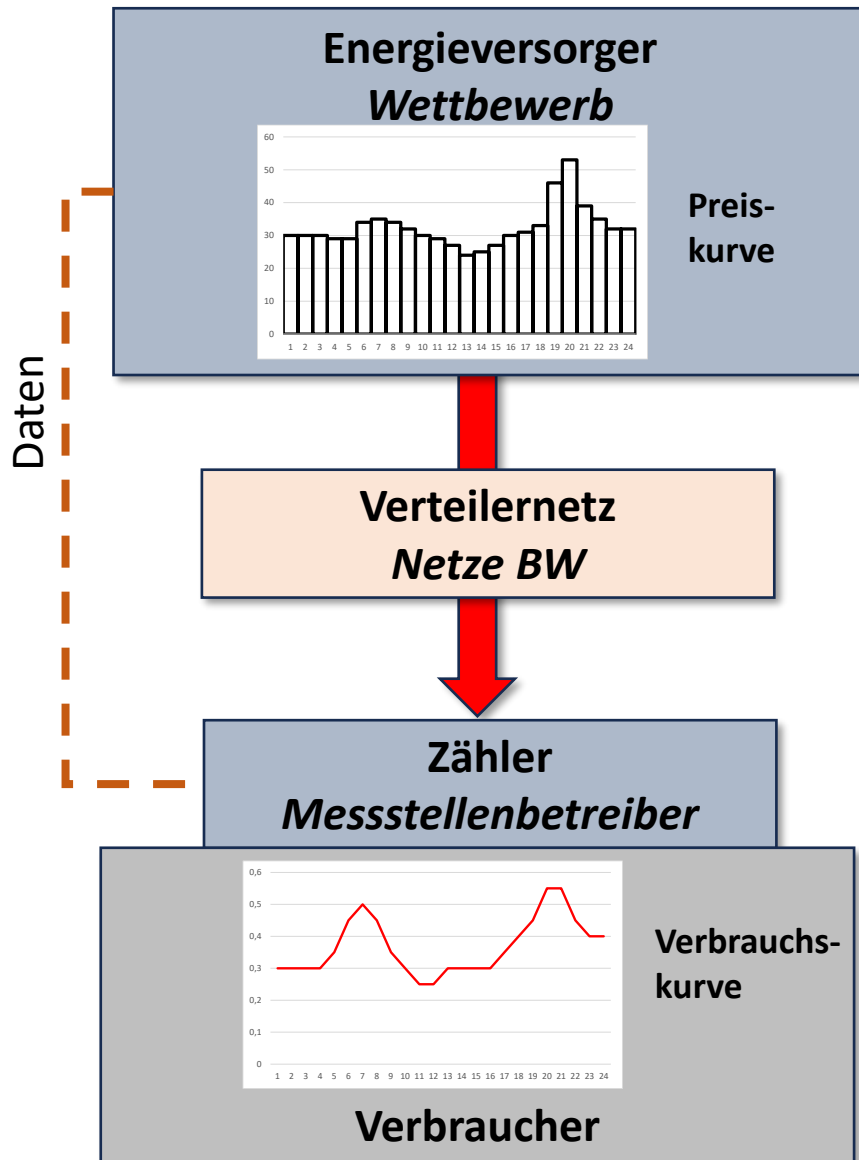 Energieversorger
Wettbewerb
60
50
40
30
20
10
0
1 2 3 4 5 6 7 8 9 10 11 12 13 14 15 16 17 18 19 20 21 22 23 24
Preis-
kurve
Daten
Verteilernetz
Netze BW
Zähler
Messstellenbetreiber
0,6
0,5
0,4
0,3
0,2
0,1
0
1 2 3 4 5 6 7 8 9 10 11 12 13 14 15 16 17 18 19 20 21 22 23 24
Verbrauchs-
kurve
Verbraucher